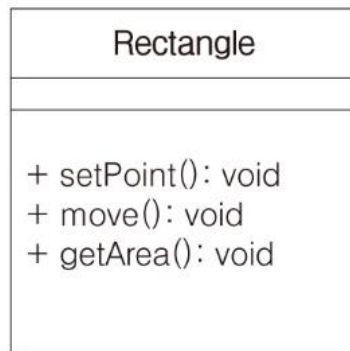 Rectangle
+ setPoint(): void
+ move(): void
+ getArea(): void